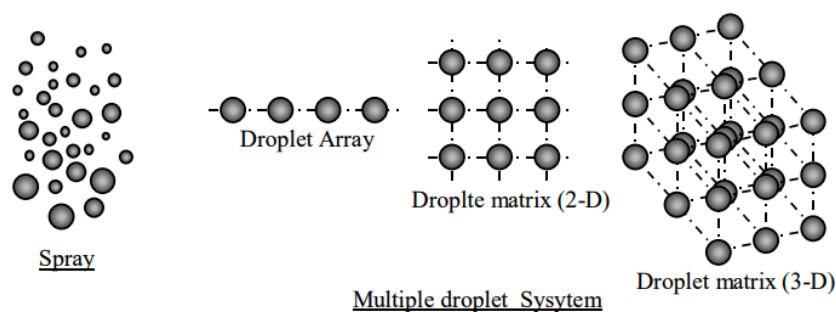 Droplet Array
Droplte matrix (2-D)
Spray
Droplet matrix (3-D)
Multiple droplet Sysytem